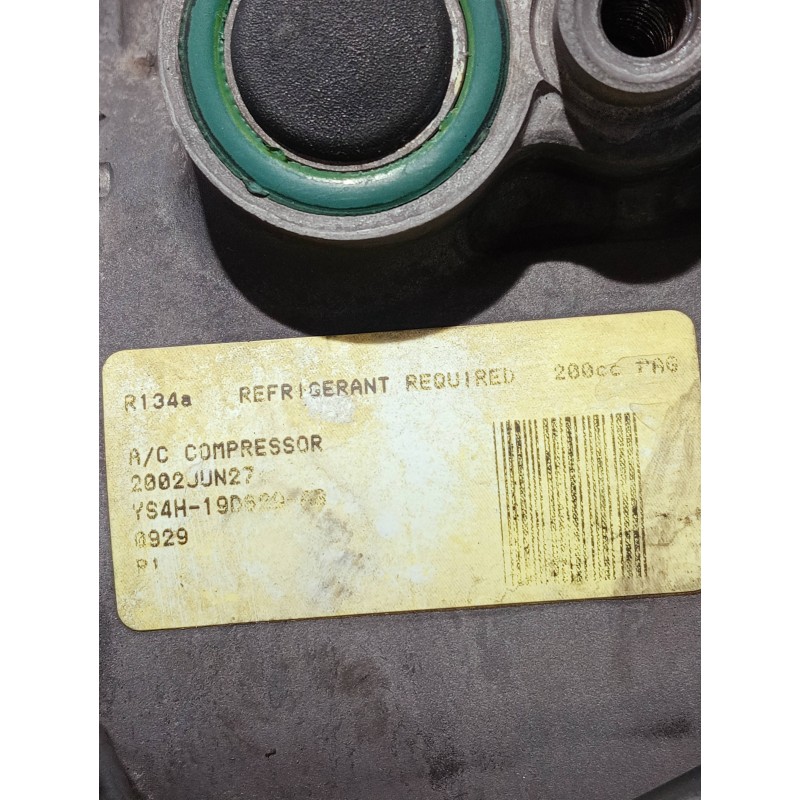 R134a REFRIGERANT REQUIRED 200cc PAG
A/C COMPRESSOR
2002JUN27
0929